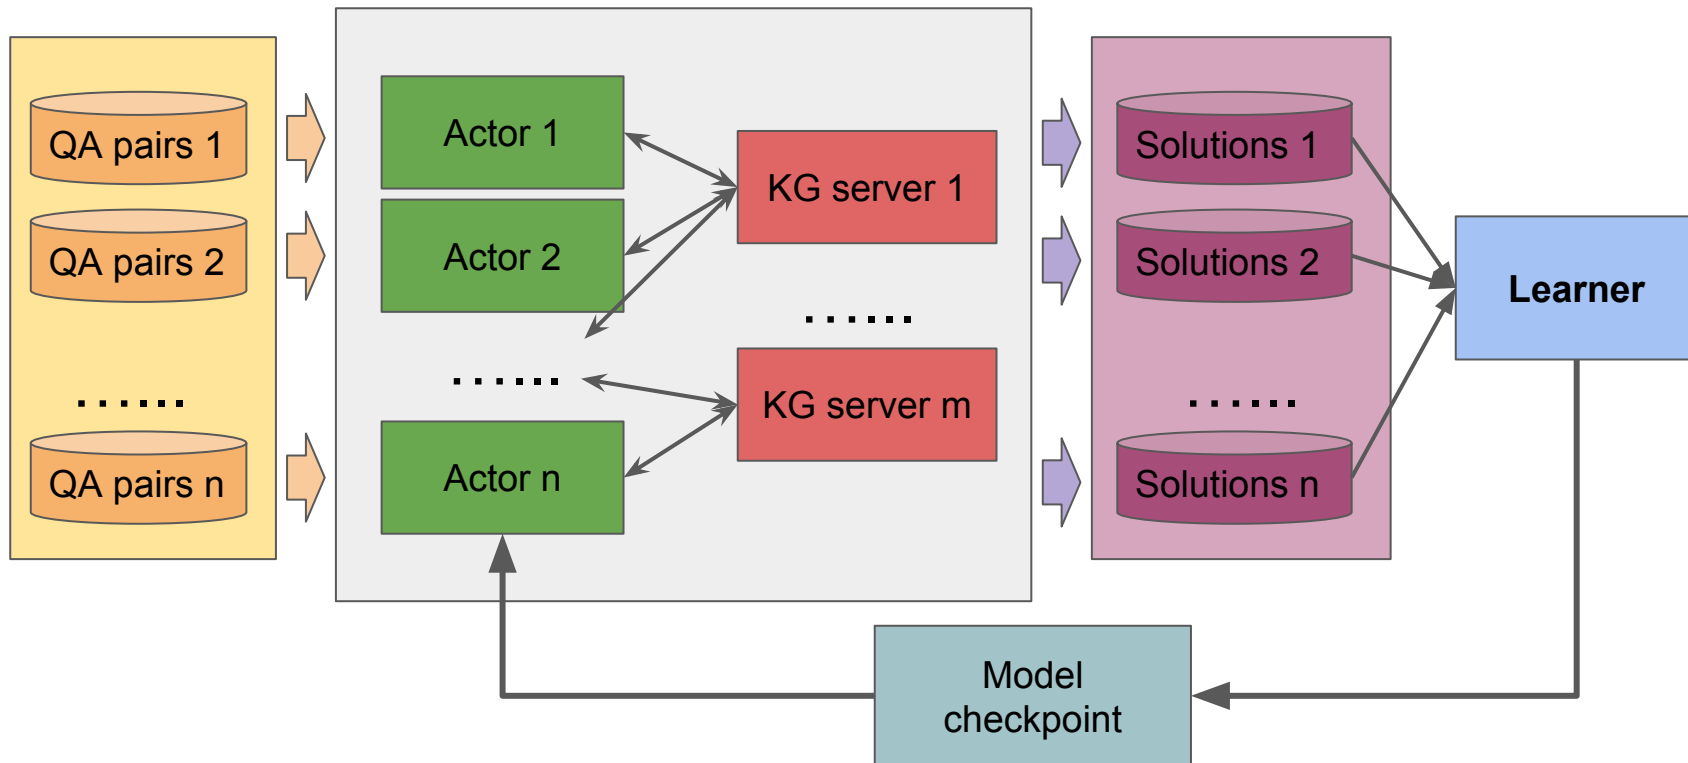 QA pairs 1
QA pairs 2
......
QA pairs n
Actor 1
Actor 2
......
Actor n
KG server 1
......
KG server m
Solutions 1
Solutions 2
......
Solutions n
Learner
Model
checkpoint